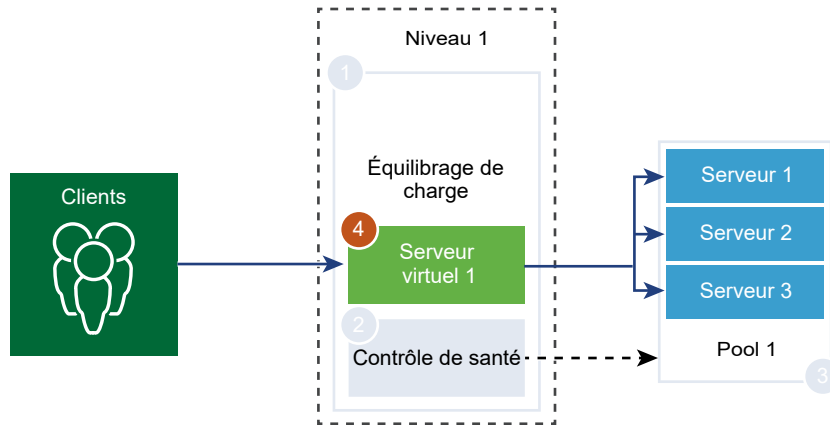 Niveau 1
1
Équilibrage de
charge
Clients
4
Serveur
virtuel 1
2
Contrôle de santé
Serveur 1
Serveur 2
Serveur 3
Pool 1
3